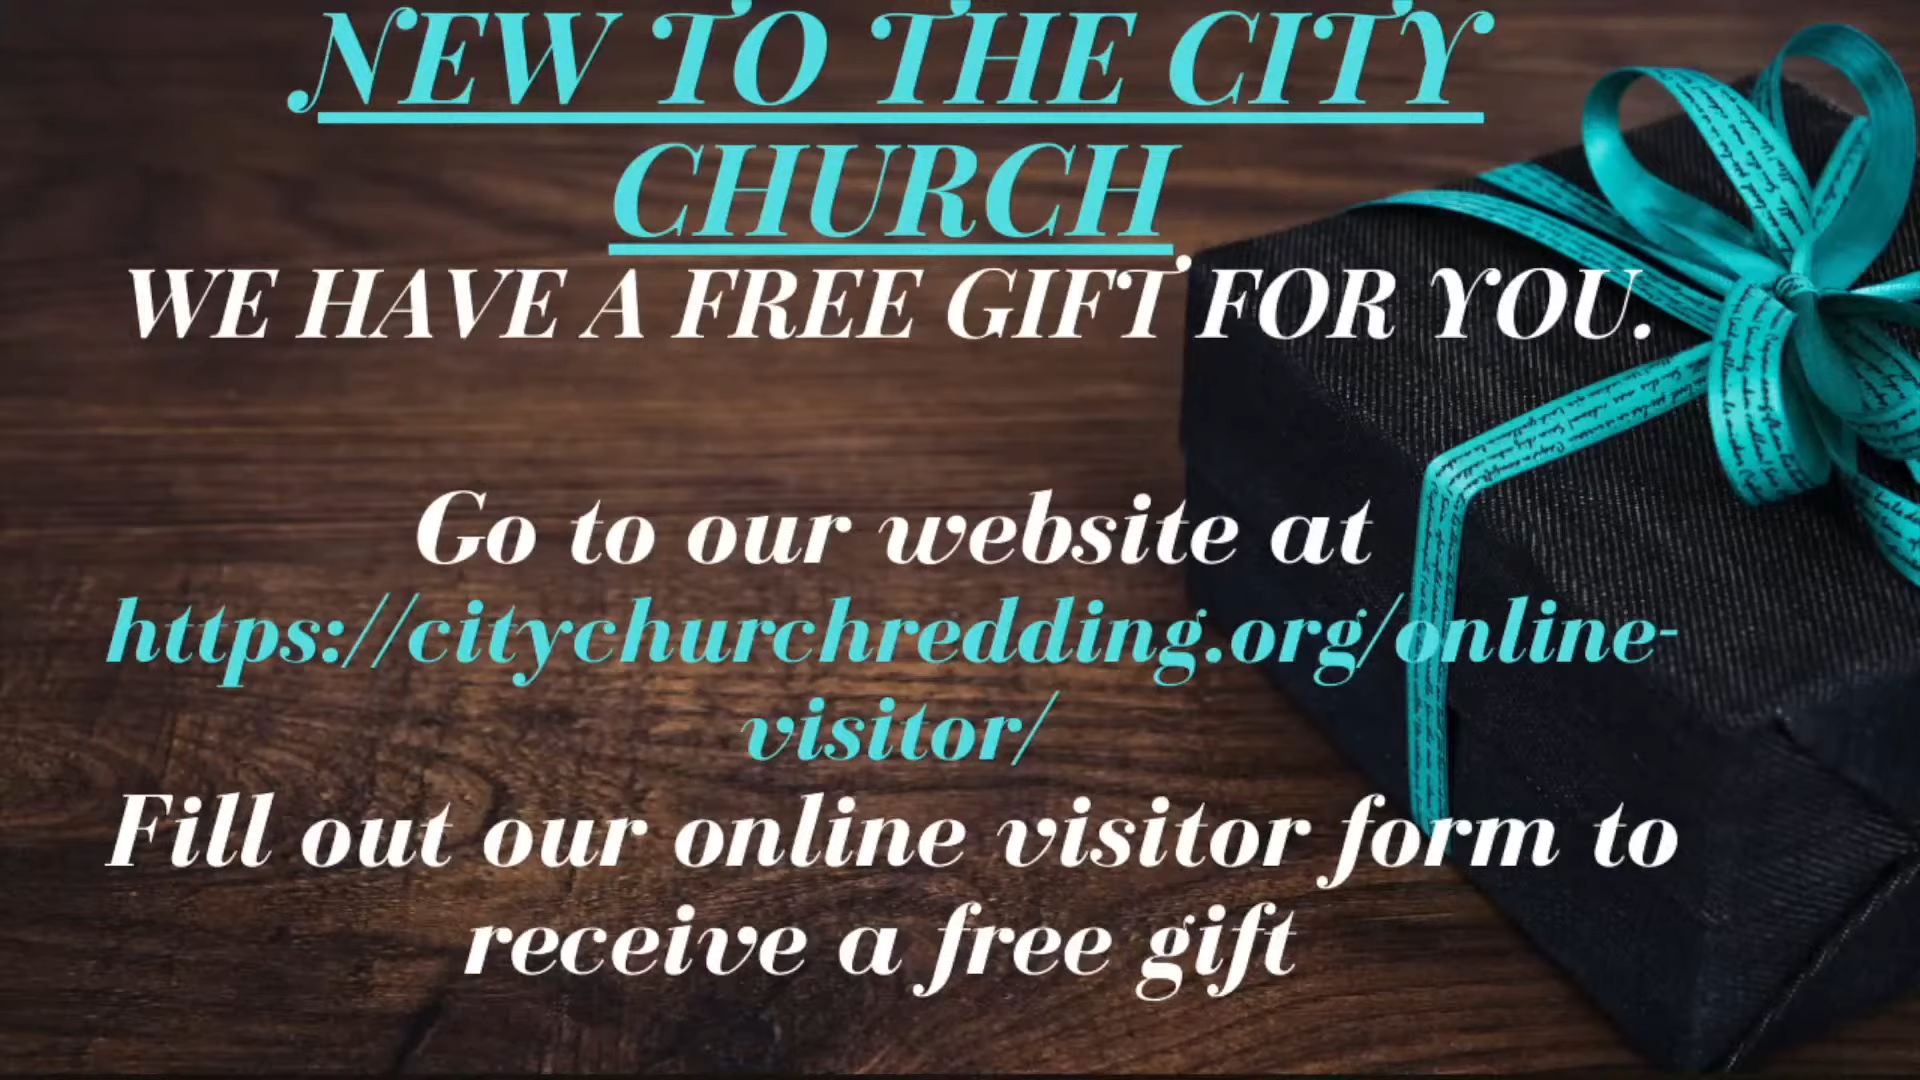 NEW TO THE CITY
CHURCH
WE HAVE A FREE GIFT FOR YOU.
Go to our website at
https://citychurchredding.org/online-
visitor/
Fill out our online visitor form to
receive a free gift